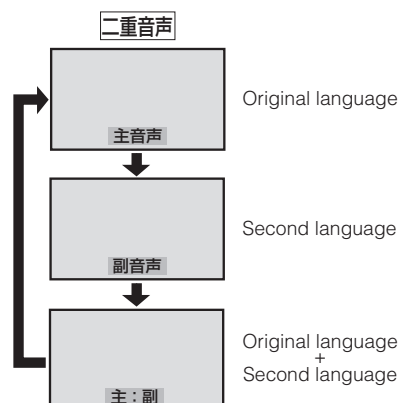 二重音声
主音声
Original language
副音声
Second language
主：副
Original language
+
Second language